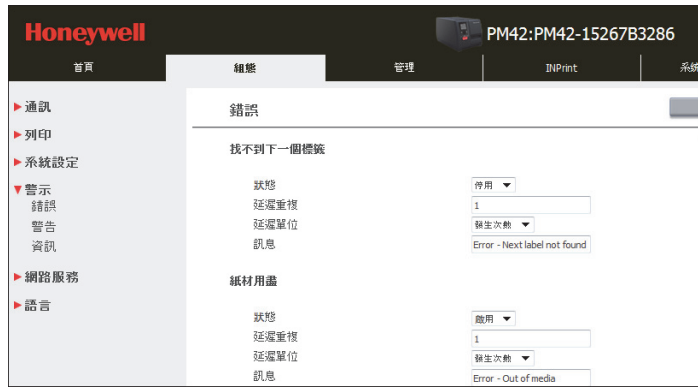 Honeywell
PM42:PM42-15267B3286
首頁 組態 管理 INPrint 系統
通訊
列印
系統設定
警示
錯誤
警告
資訊
網路服務
語言
錯誤
找不到下一個標籤
狀態 停用
延遲重複 1
延遲單位 發生次數
訊息 Error - Next label not found
紙材用盡
狀態 啟用
延遲重複 1
延遲單位 發生次數
訊息 Error - Out of media